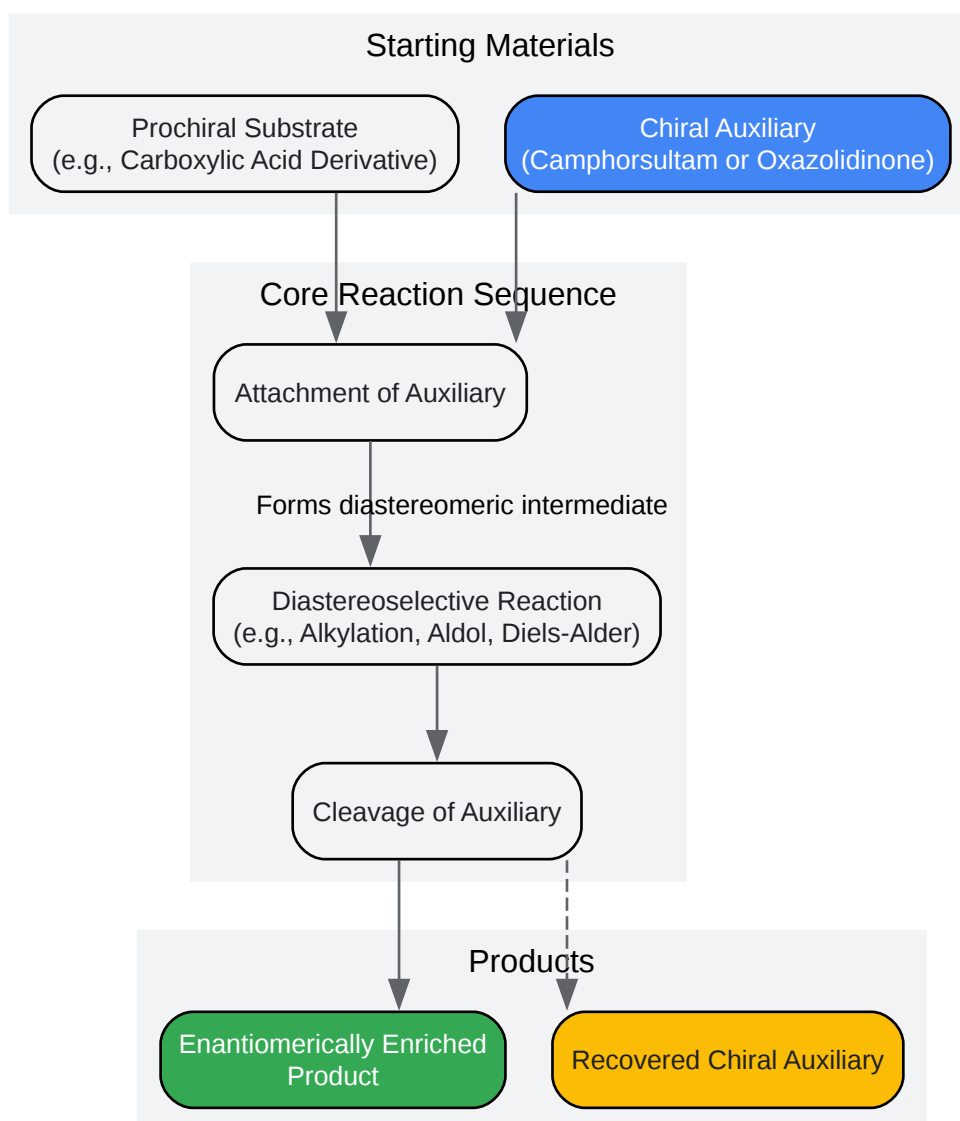 Starting Materials
Prochiral Substrate
(e.g., Carboxylic Acid Derivative)
Chiral Auxiliary
(Camphorsultam or Oxazolidinone)
Core Reaction Sequence
Attachment of Auxiliary
Forms diastereomeric intermediate
Diastereoselective Reaction
(e.g., Alkylation, Aldol, Diels-Alder)
Cleavage of Auxiliary
Products
Enantiomerically Enriched
Product
Recovered Chiral Auxiliary